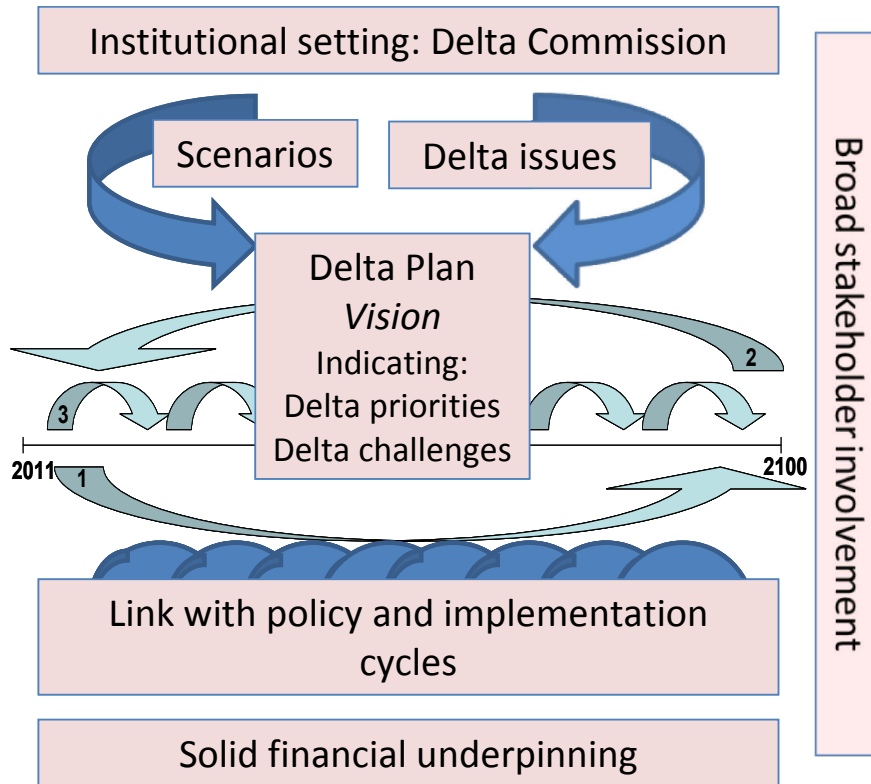 Institutional setting: Delta Commission
Scenarios
Delta issues
Delta Plan
Vision
Indicating:
Delta priorities
Delta challenges
2
3
2011
2100
1
Link with policy and implementation
cycles
Solid financial underpinning
Broad stakeholder involvement